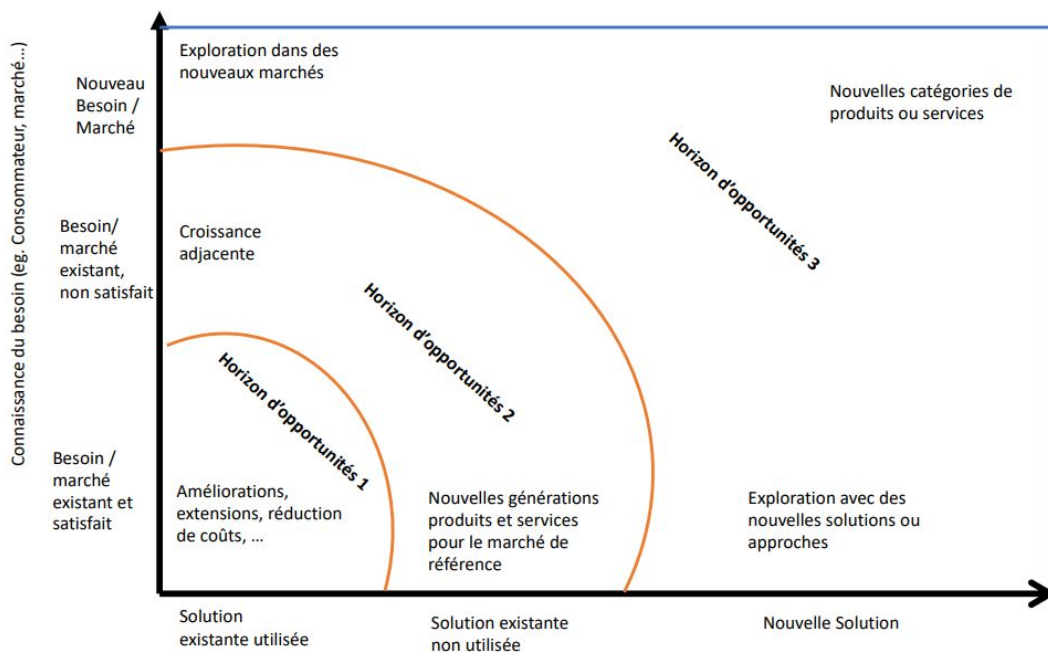 Connaissance du besoin (eg. Consommateur, marché…)
Nouveau
Besoin /
Marché
Exploration dans des
nouveaux marchés
Nouvelles catégories de
produits ou services
Horizon d'opportunités 3
Besoin/
marché
existant,
non satisfait
Croissance
adjacente
Horizon d'opportunités 2
Horizon d'opportunités 1
Besoin /
marché
existant et
satisfait
Améliorations,
extensions, réduction
de coûts, …
Nouvelles générations
produits et services
pour le marché de
référence
Exploration avec des
nouvelles solutions ou
approches
Solution
existante utilisée
Solution existante
non utilisée
Nouvelle Solution